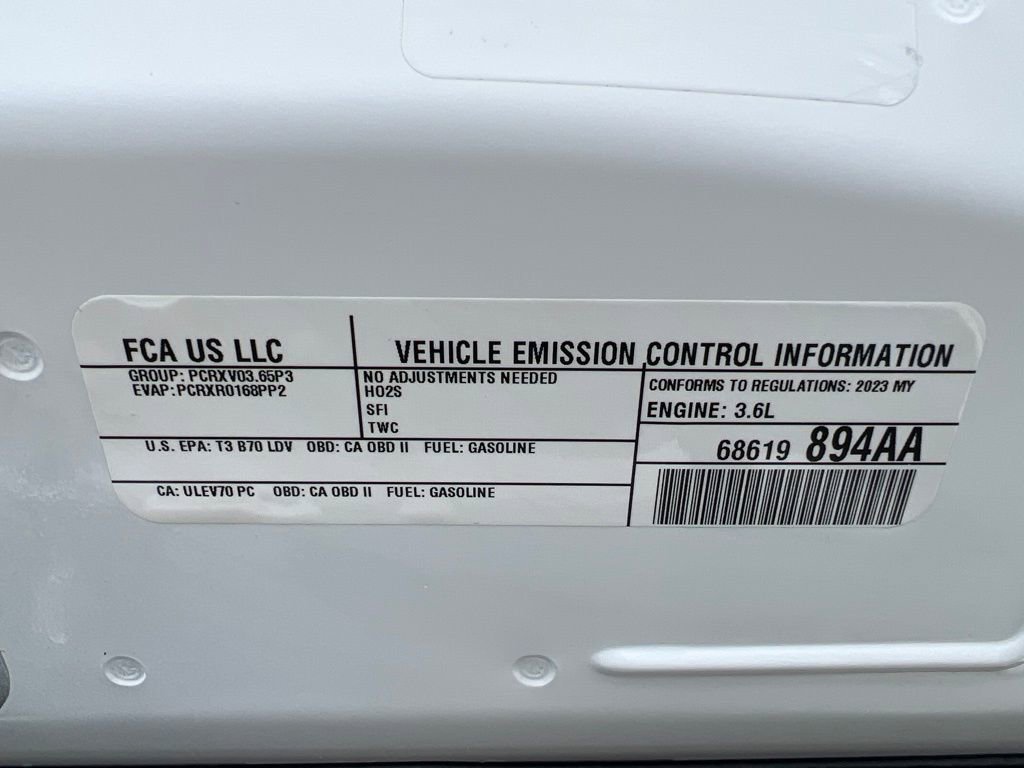 FCA US LLC
VEHICLE EMISSION CONTROL INFORMATION
GROUP: PCRXV03.65P3
EVAP: PCRXR0168PP2
NO ADJUSTMENTS NEEDED
HO2S
SFI
TWC
CONFORMS TO REGULATIONS: 2023 MY
ENGINE: 3.6L
68619 894AA
U.S. EPA: T3 B70 LDV OBD: CA OBD II FUEL: GASOLINE
CA: ULEV70 PC OBD: CA OBD II FUEL: GASOLINE